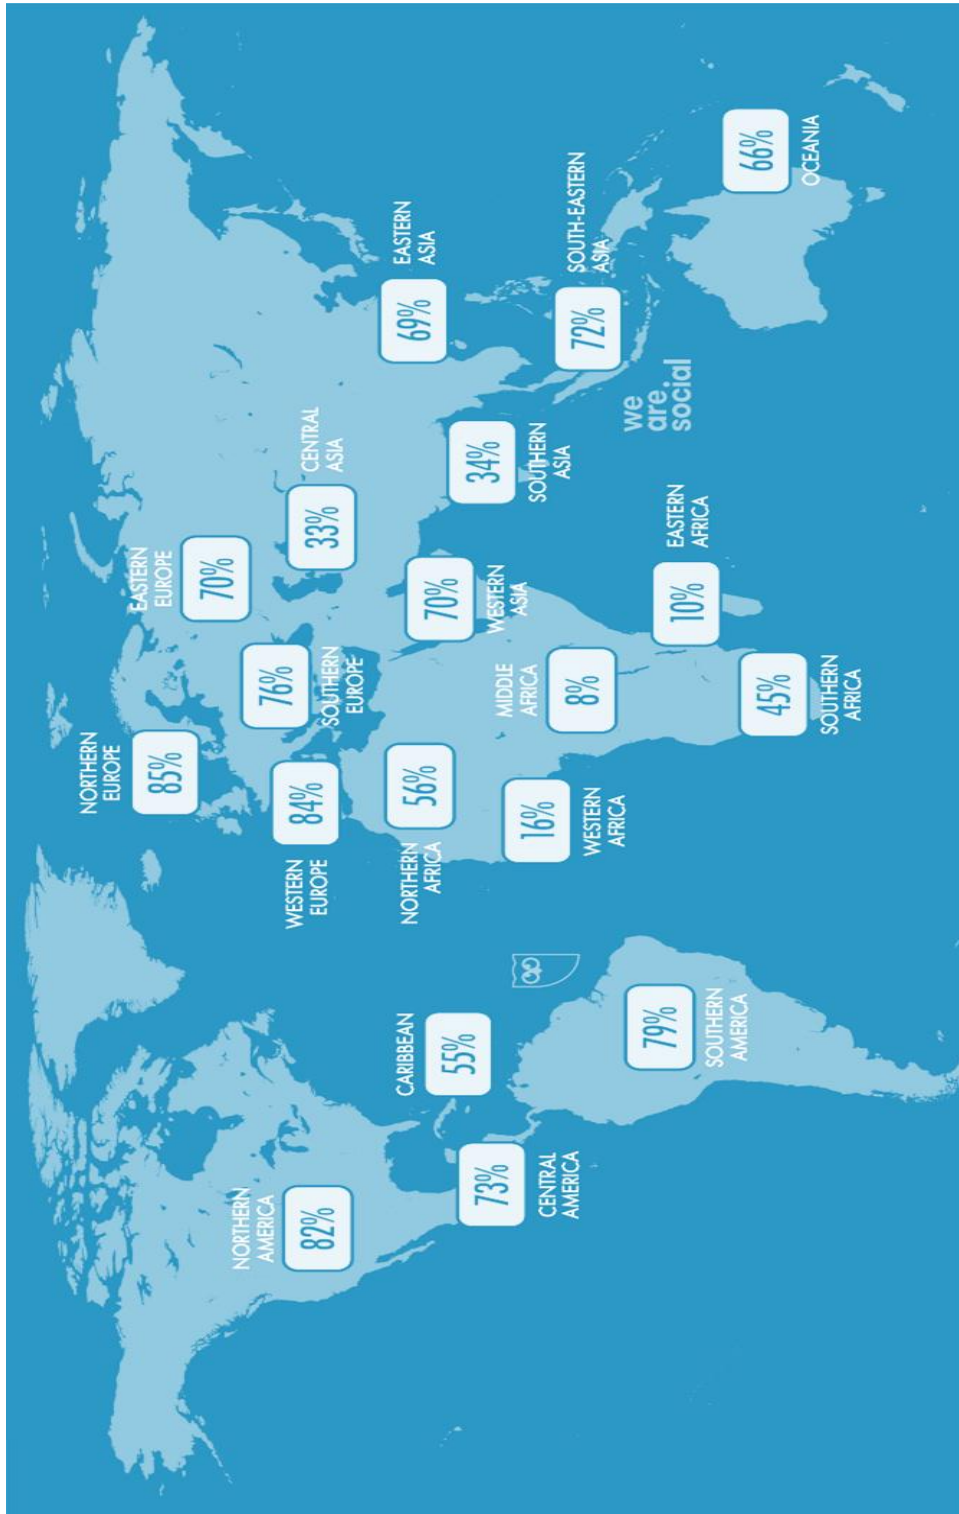 NORTHERN
AMERICA
82%
CENTRAL
AMERICA
73%
CARIBBEAN
55%
SOUTHERN
AMERICA
79%
WESTERN
EUROPE
84%
NORTHERN
EUROPE
85%
SOUTHERN
EUROPE
76%
EASTERN
EUROPE
70%
NORTHERN
AFRICA
56%
WESTERN
AFRICA
16%
MIDDLE
AFRICA
8%
EASTERN
AFRICA
10%
SOUTHERN
AFRICA
45%
WESTERN
ASIA
70%
CENTRAL
ASIA
33%
SOUTHERN
ASIA
34%
EASTERN
ASIA
69%
SOUTH-EASTERN
ASIA
72%
OCEANIA
66%
we
are
social